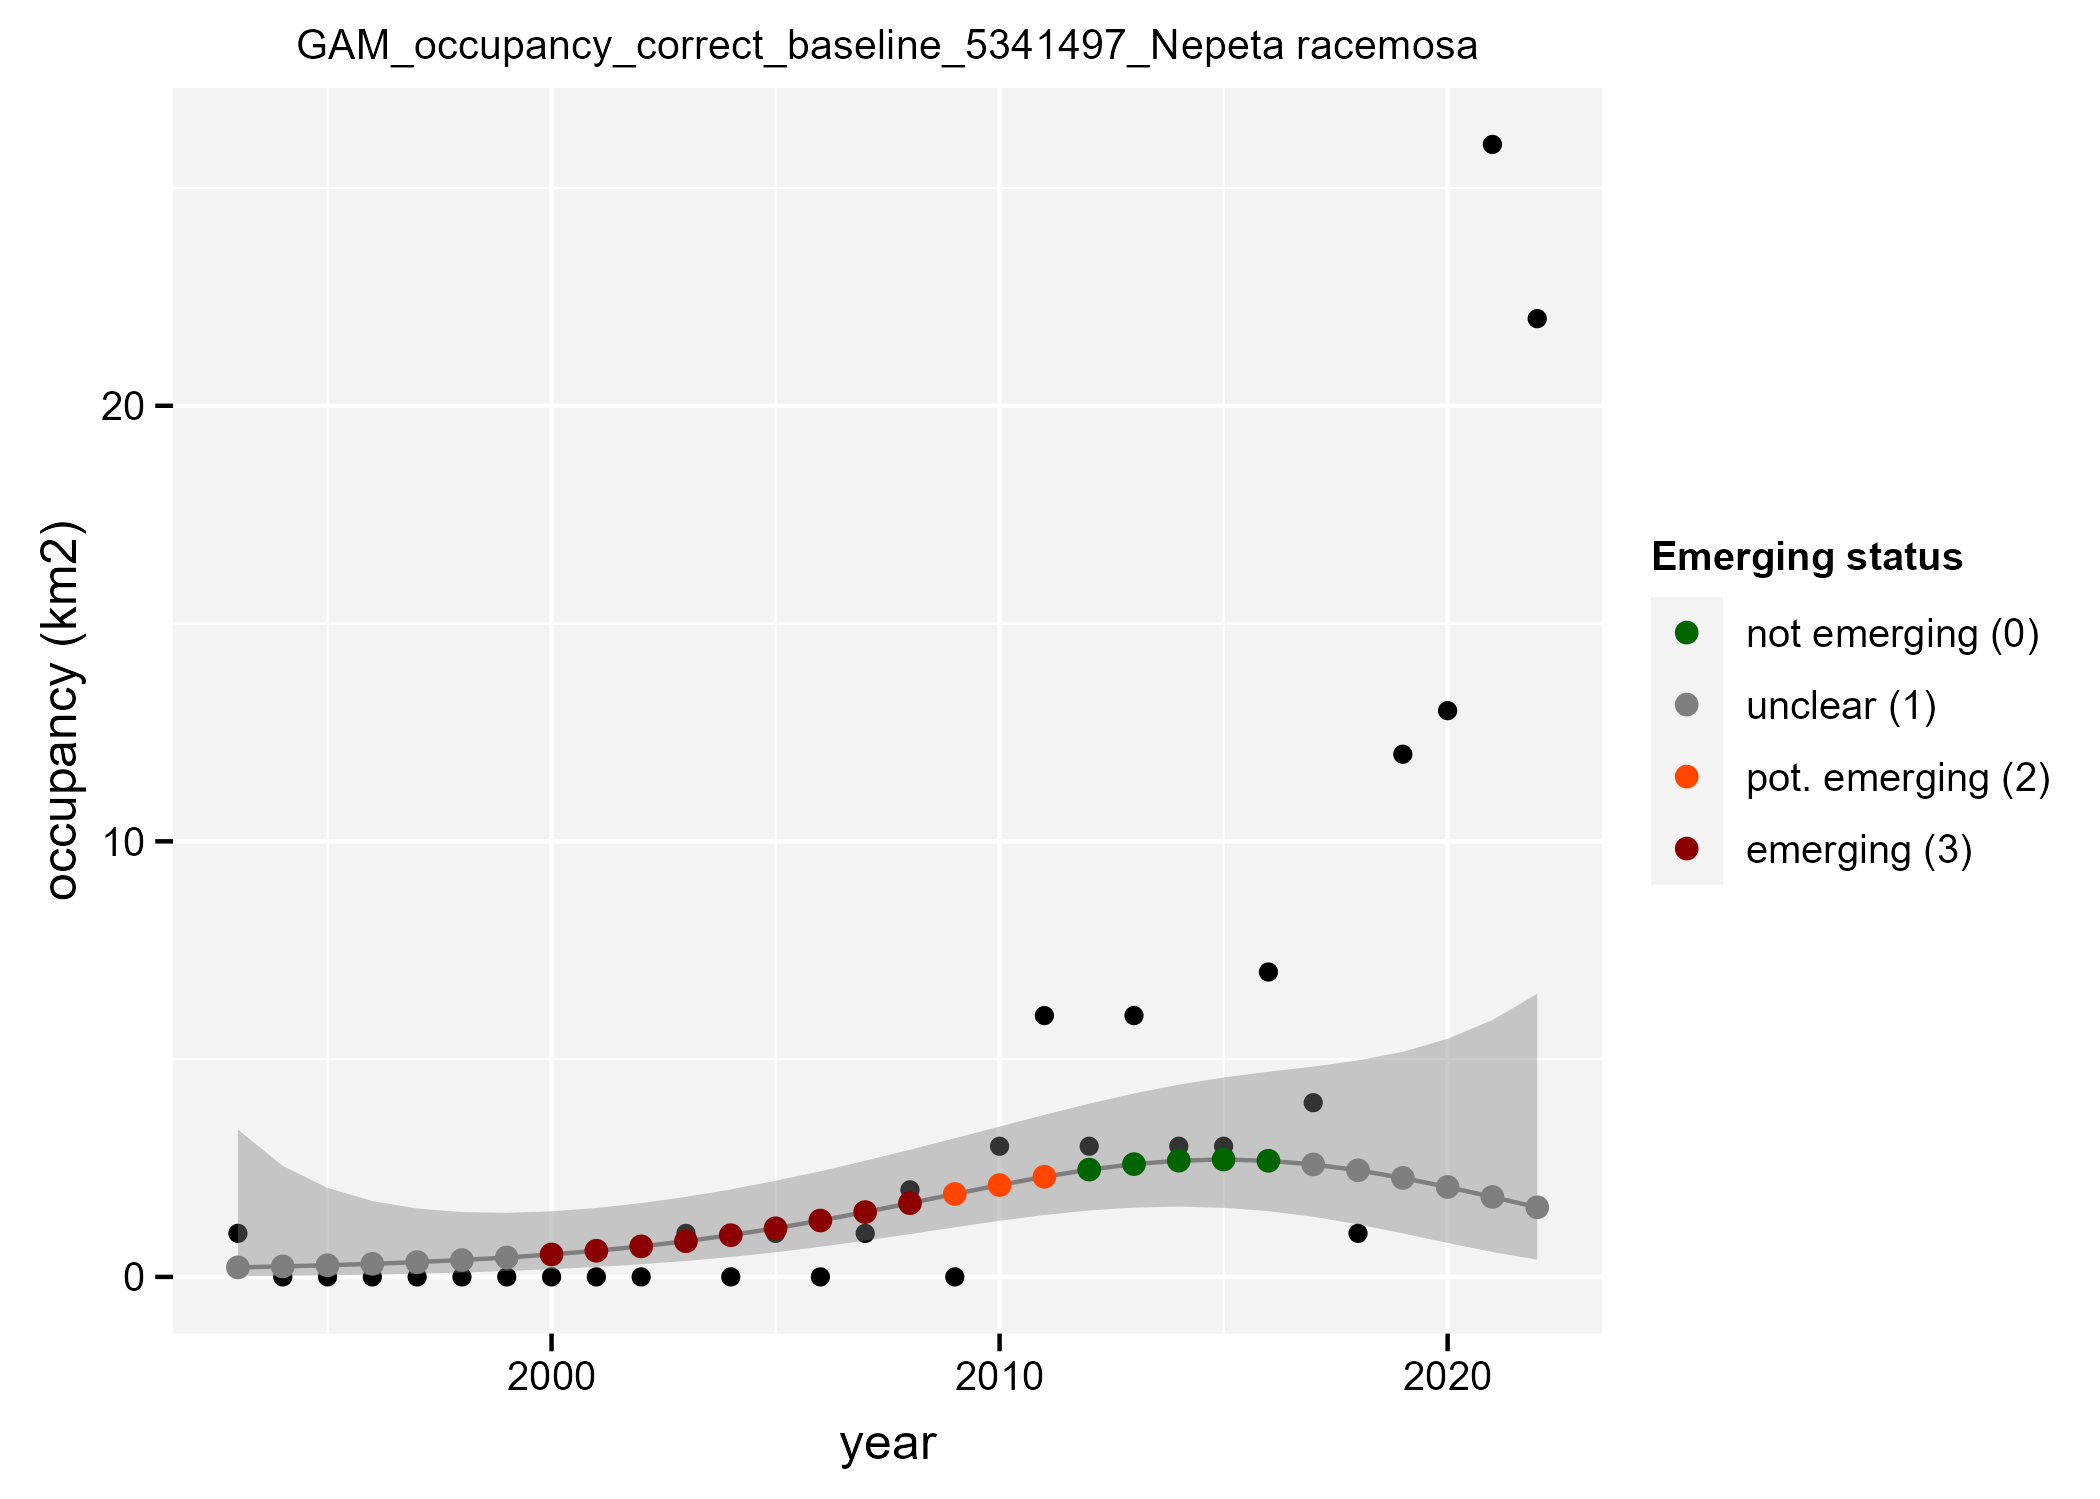 GAM_occupancy_correct_baseline_5341497_Nepeta racemosa
occupancy (km2)
20
10
0
2000
2010
2020
year
Emerging status
not emerging (0)
unclear (1)
pot. emerging (2)
emerging (3)